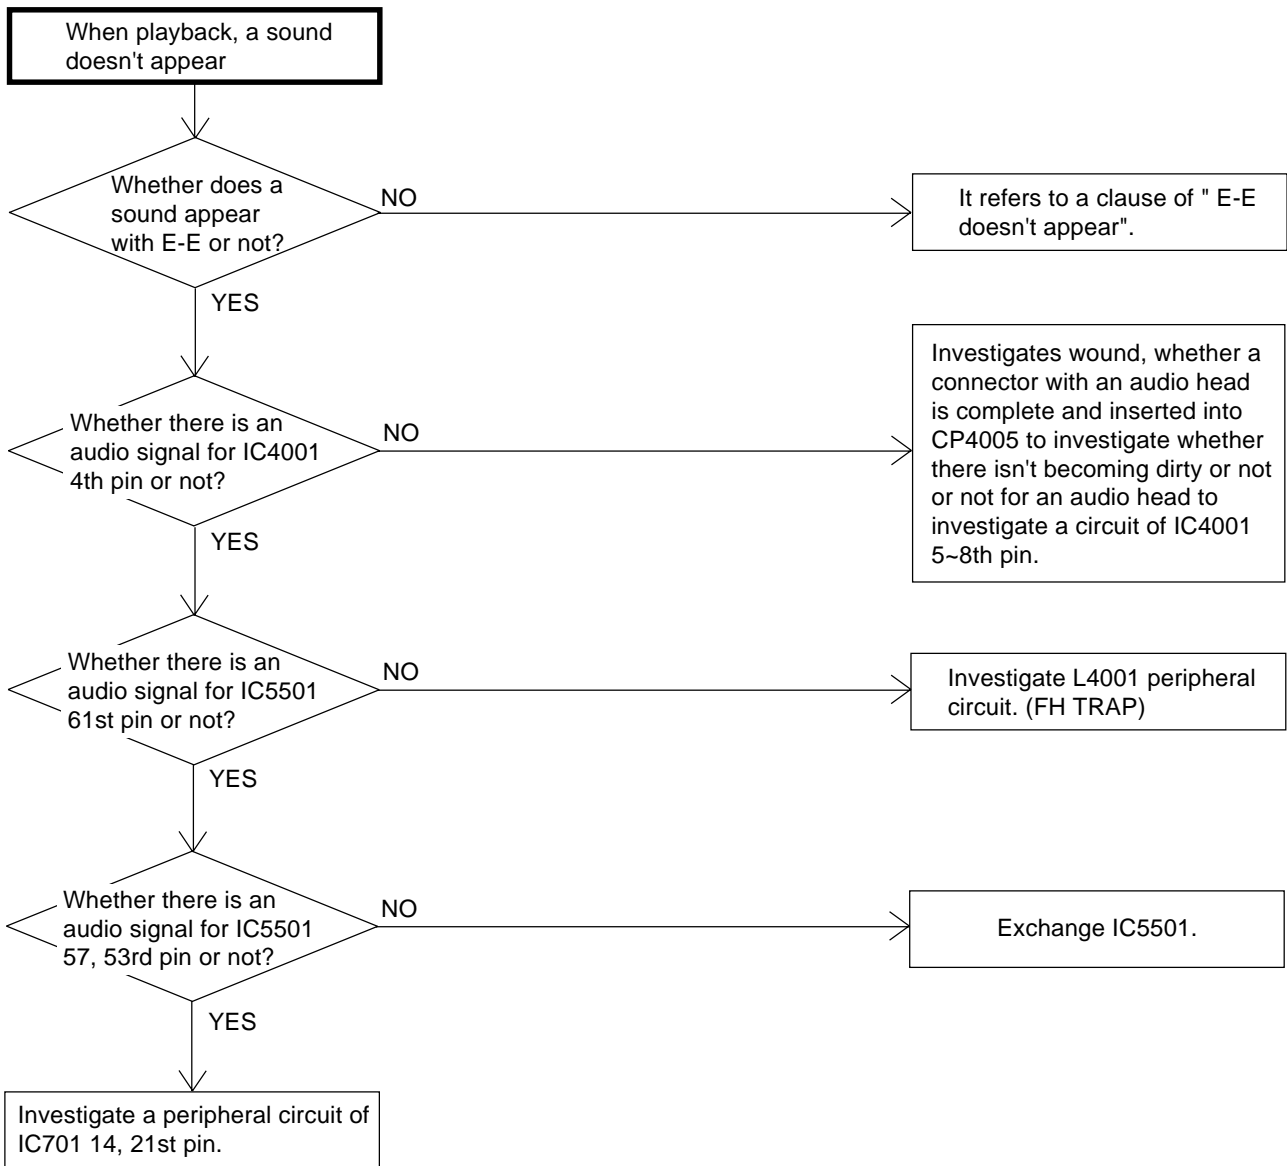 When playback, a sound
doesn't appear
Whether does a
sound appear
with E-E or not?
NO
It refers to a clause of " E-E
doesn't appear".
YES
Whether there is an
audio signal for IC4001
4th pin or not?
NO
Investigates wound, whether a
connector with an audio head
is complete and inserted into
CP4005 to investigate whether
there isn't becoming dirty or not
or not for an audio head to
investigate a circuit of IC4001
5~8th pin.
YES
Whether there is an
audio signal for IC5501
61st pin or not?
NO
Investigate L4001 peripheral
circuit. (FH TRAP)
YES
Whether there is an
audio signal for IC5501
57, 53rd pin or not?
NO
Exchange IC5501.
YES
Investigate a peripheral circuit of
IC701 14, 21st pin.